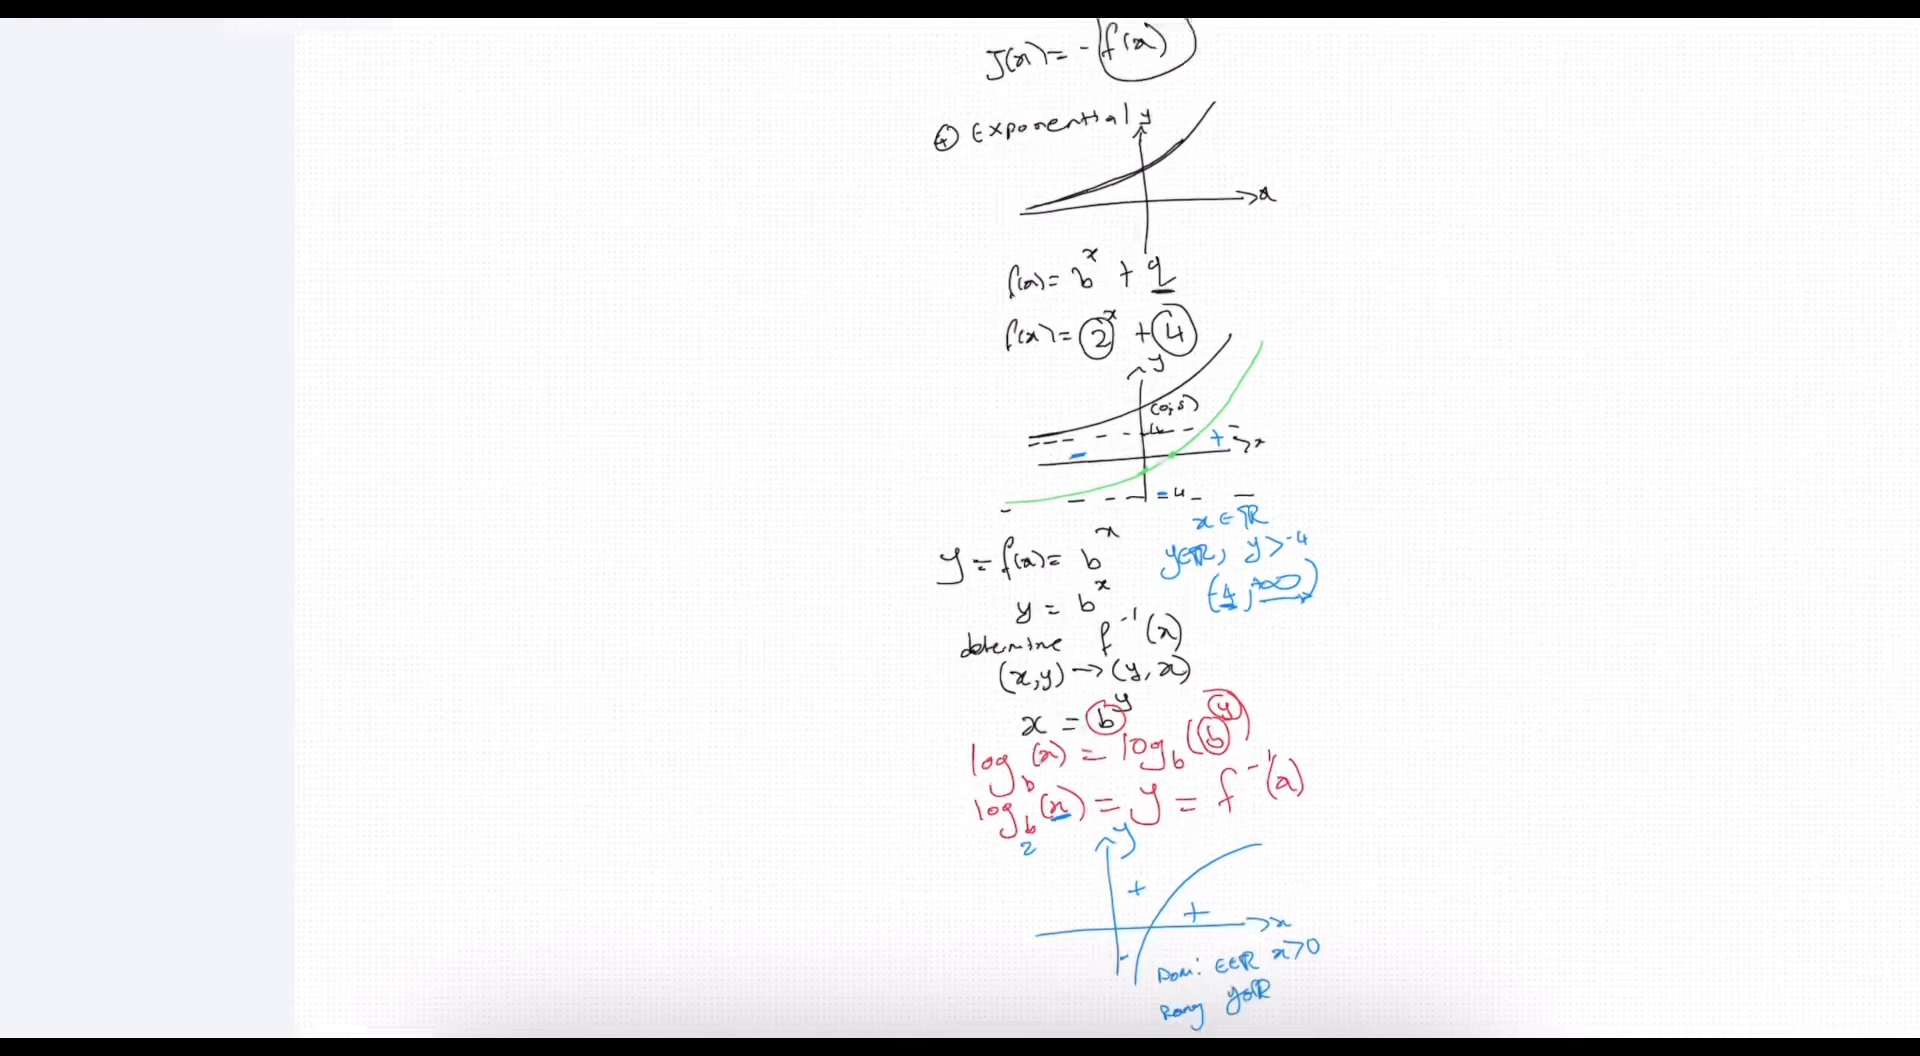 J(x) = -f(x)
④ Exponential y
x
f(x) = b^x + q
f(x) = 2^x + 4
y
(0;5)
4
+ x
-
-4
x ∈ ℝ
y = f(x) = b^x
y∈ℝ, y > -4
y = b^x
(-4, +∞)
determine f^-1(x)
(x,y) → (y,x)
x = b^y
log_b(x) = log_b(b^y)
log_b(x) = y = f^-1(x)
2
y
+
+
x
-
Dom: ∈∈ℝ x>0
Rang y∈ℝ